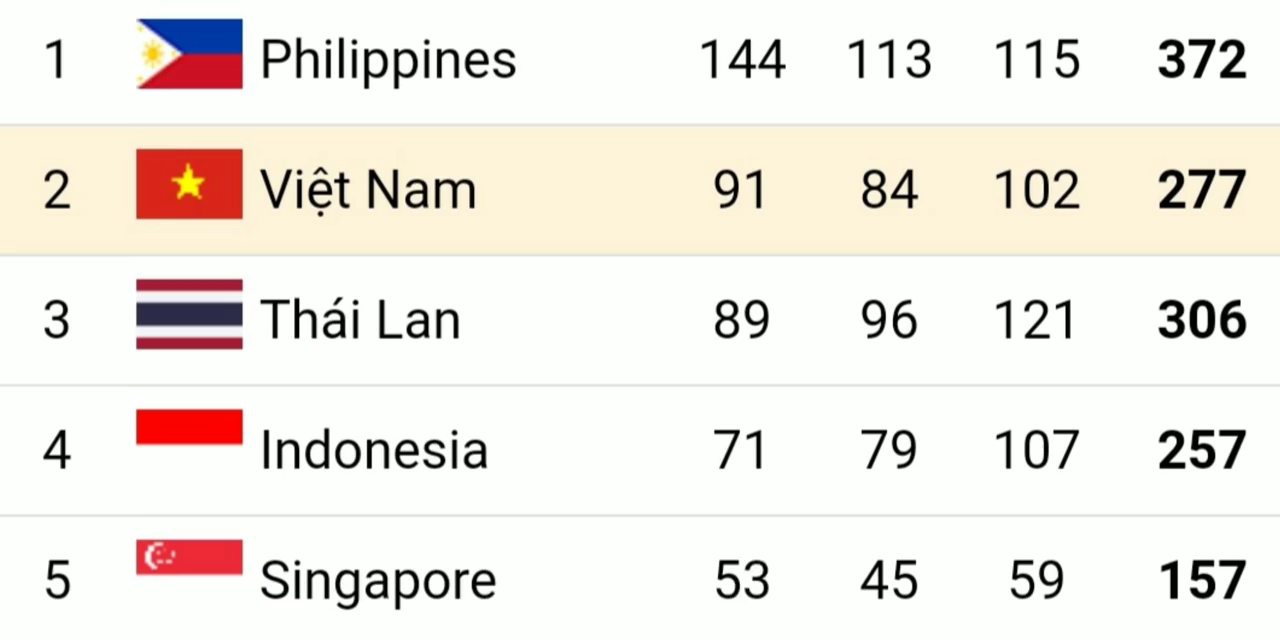 1 Philippines 144 113 115 372
2 Việt Nam 91 84 102 277
3 Thái Lan 89 96 121 306
4 Indonesia 71 79 107 257
5 Singapore 53 45 59 157